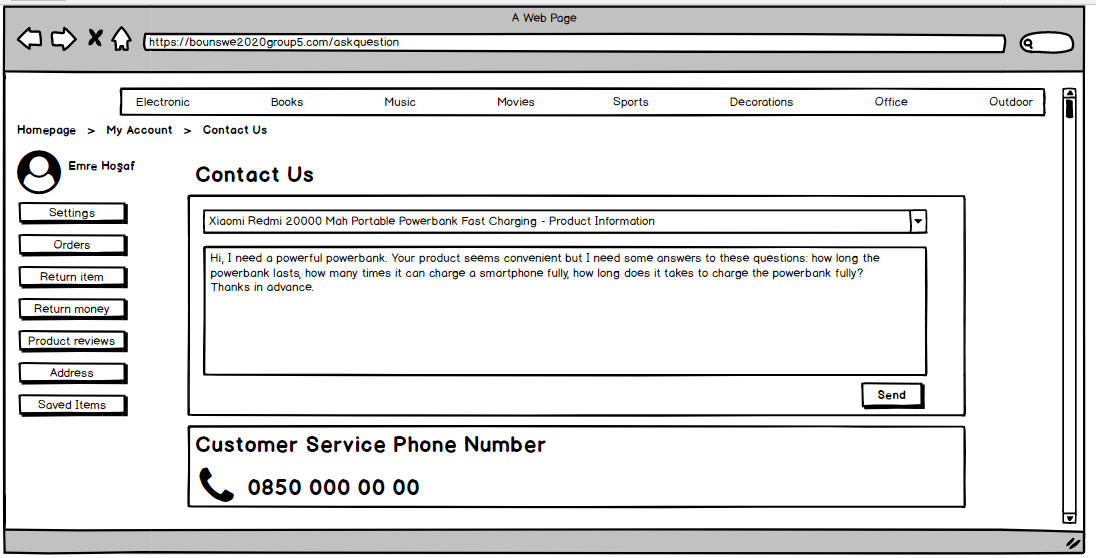 A Web Page
https://bounswe2020group5.com/askquestion
Electronic Books Music Movies Sports Decorations Office Outdoor
Homepage > My Account > Contact Us
Emre Hoşaf
Settings
Orders
Return item
Return money
Product reviews
Address
Saved Items
Contact Us
Xiaomi Redmi 20000 Mah Portable Powerbank Fast Charging - Product Information
Hi, I need a powerful powerbank. Your product seems convenient but I need some answers to these questions: how long the
powerbank lasts, how many times it can charge a smartphone fully, how long does it takes to charge the powerbank fully?
Thanks in advance.
Send
Customer Service Phone Number
0850 000 00 00